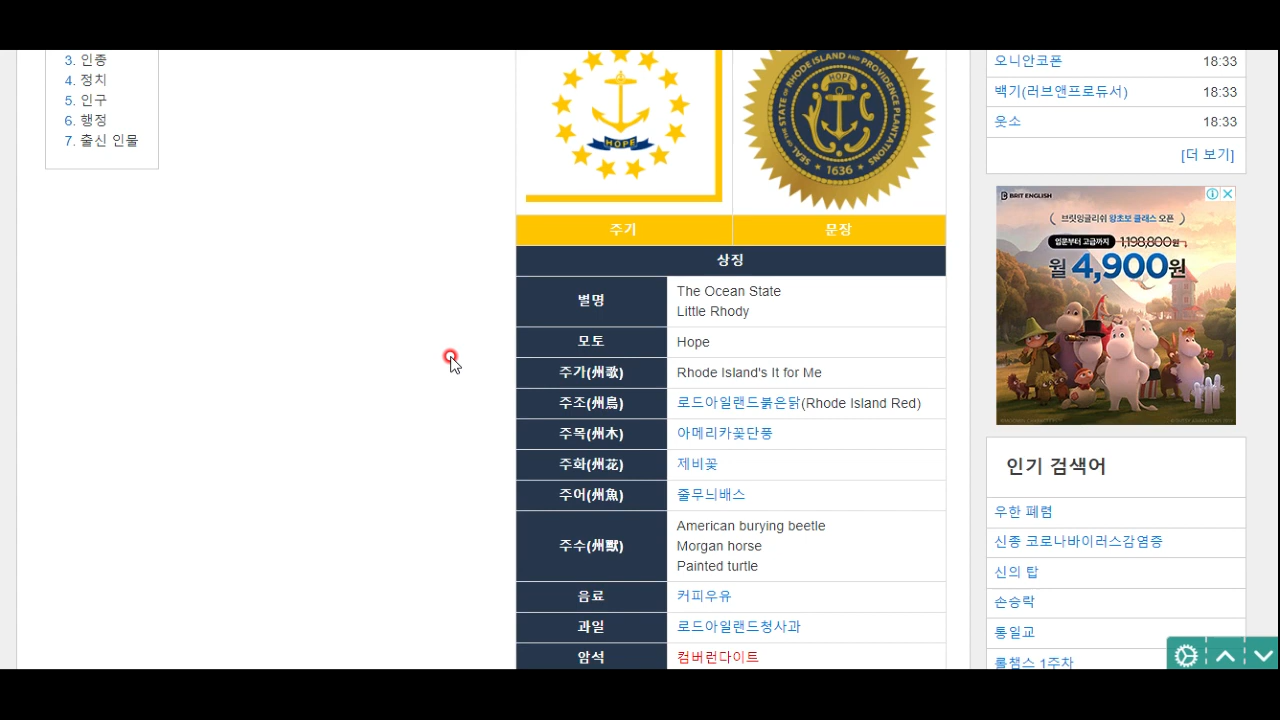 3. 인종
4. 정치
5. 인구
6. 행정
7. 출신 인물
HOPE
SEAL OF THE STATE OF RHODE ISLAND AND PROVIDENCE PLANTATIONS
HOPE
1636
주기 문장
상징
별명 The Ocean State
Little Rhody
모토 Hope
주가(州歌) Rhode Island's It for Me
주조(州鳥) 로드아일랜드붉은닭(Rhode Island Red)
주목(州木) 아메리카꽃단풍
주화(州花) 제비꽃
주어(州魚) 줄무늬배스
주수(州獸) American burying beetle
Morgan horse
Painted turtle
음료 커피우유
과일 로드아일랜드청사과
암석 컴버런다이트
오니안코폰 18:33
백기(러브앤프로듀서) 18:33
웃소 18:33
[더 보기]
BRIT ENGLISH
( 브릿잉글리쉬 왕초보 클래스 오픈 )
입문부터 고급까지 1,198,800원
월 4,900원
인기 검색어
우한 폐렴
신종 코로나바이러스감염증
신의 탑
손승락
통일교
롤챔스 1주차